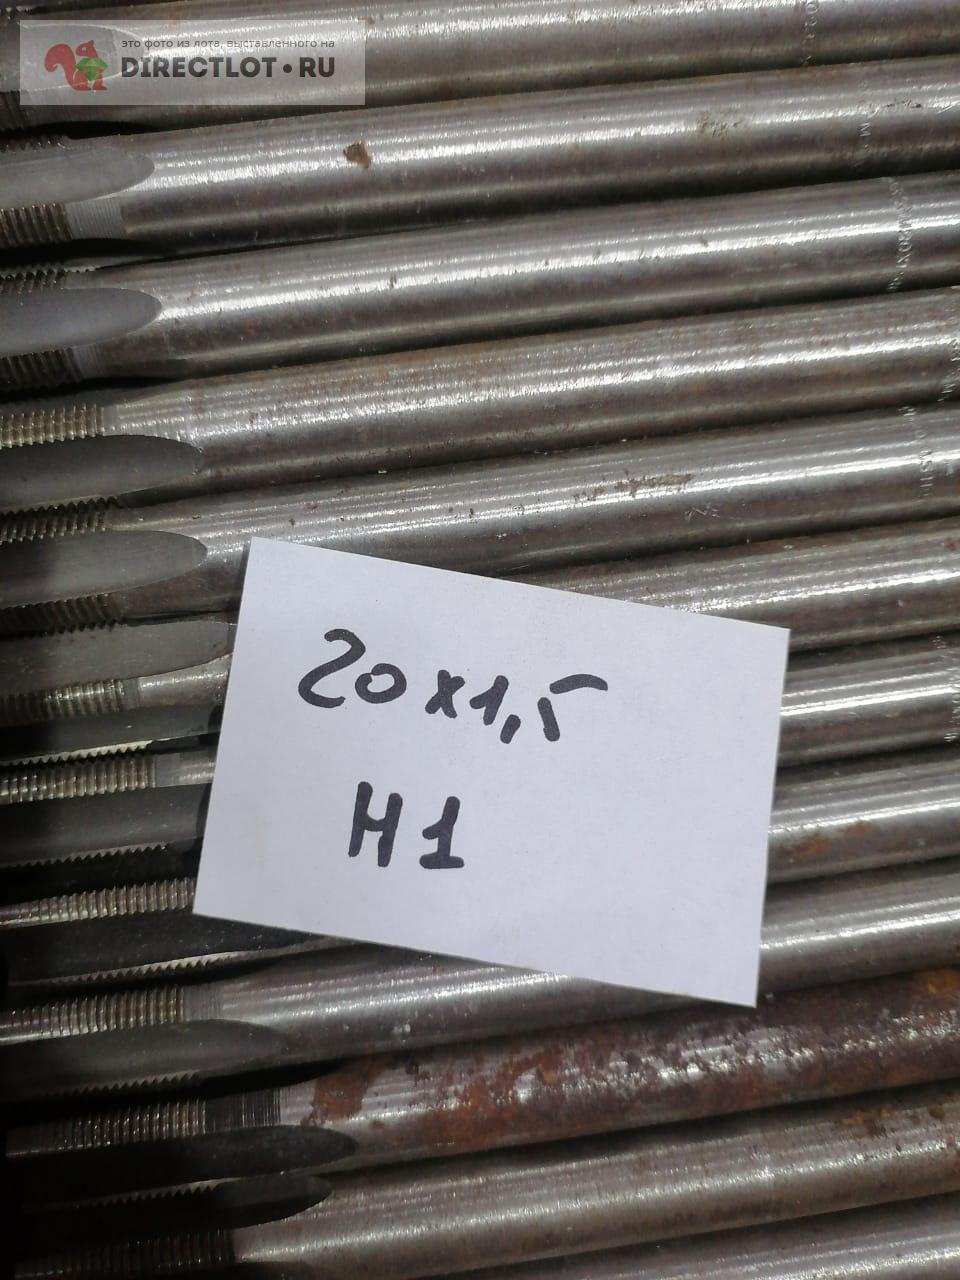 это фото из лота, выставленного на
DIRECTLOT.RU
20x1,5
H1